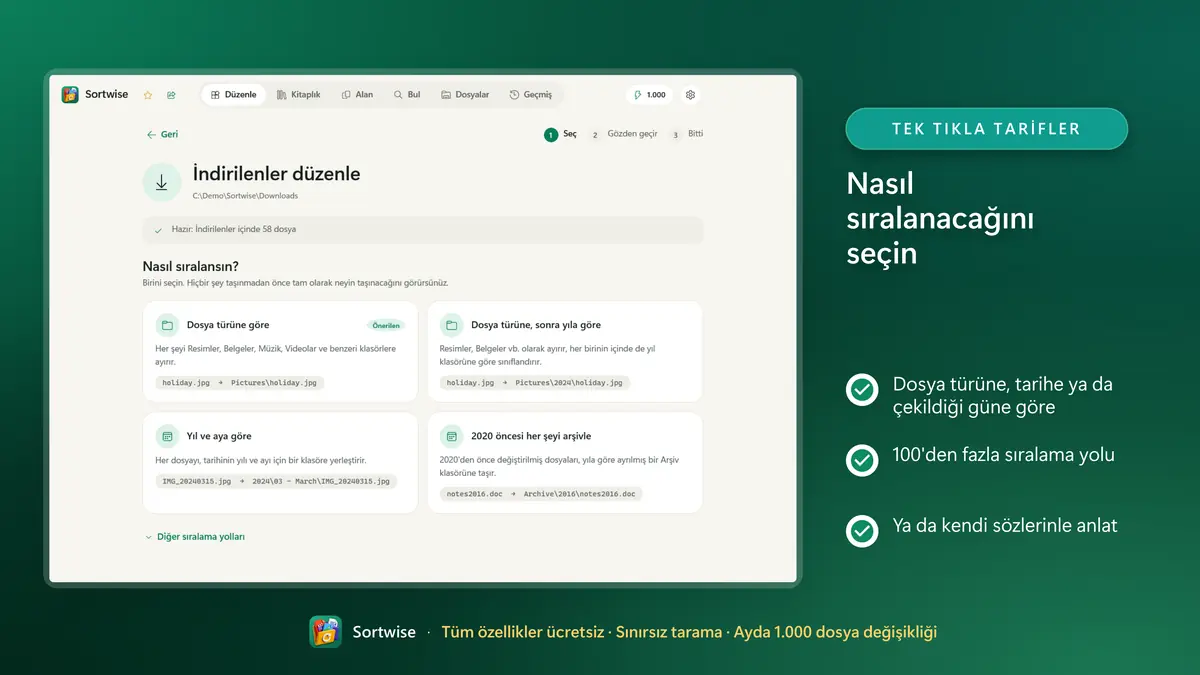 Sortwise
Düzenle
Kitaplık
Alan
Bul
Dosyalar
Geçmiş
1.000
Geri
1 Seç
2 Gözden geçir
3 Bitti
İndirilenler düzenle
C:\Demo\Sortwise\Downloads
Hazır: İndirilenler içinde 58 dosya
Nasıl sıralansın?
Birini seçin. Hiçbir şey taşınmadan önce tam olarak neyin taşınacağını görürsünüz.
Dosya türüne göre
Önerilen
Her şeyi Resimler, Belgeler, Müzik, Videolar ve benzeri klasörlere
ayırır.
holiday.jpg → Pictures\holiday.jpg
Dosya türüne, sonra yıla göre
Resimler, Belgeler vb. olarak ayırır, her birinin içinde de yıl
klasörüne göre sınıflandırır.
holiday.jpg → Pictures\2024\holiday.jpg
Yıl ve aya göre
Her dosyayı, tarihinin yılı ve ayı için bir klasöre yerleştirir.
IMG_20240315.jpg → 2024\03 - March\IMG_20240315.jpg
2020 öncesi her şeyi arşivle
2020'den önce değiştirilmiş dosyaları, yıla göre ayrılmış bir Arşiv
klasörüne taşır.
notes2016.doc → Archive\2016\notes2016.doc
Diğer sıralama yolları
TEK TIKLA TARİFLER
Nasıl
sıralanacağını
seçin
Dosya türüne, tarihe ya da
çekildiği güne göre
100'den fazla sıralama yolu
Ya da kendi sözlerinle anlat
Sortwise · Tüm özellikler ücretsiz · Sınırsız tarama · Ayda 1.000 dosya değişikliği